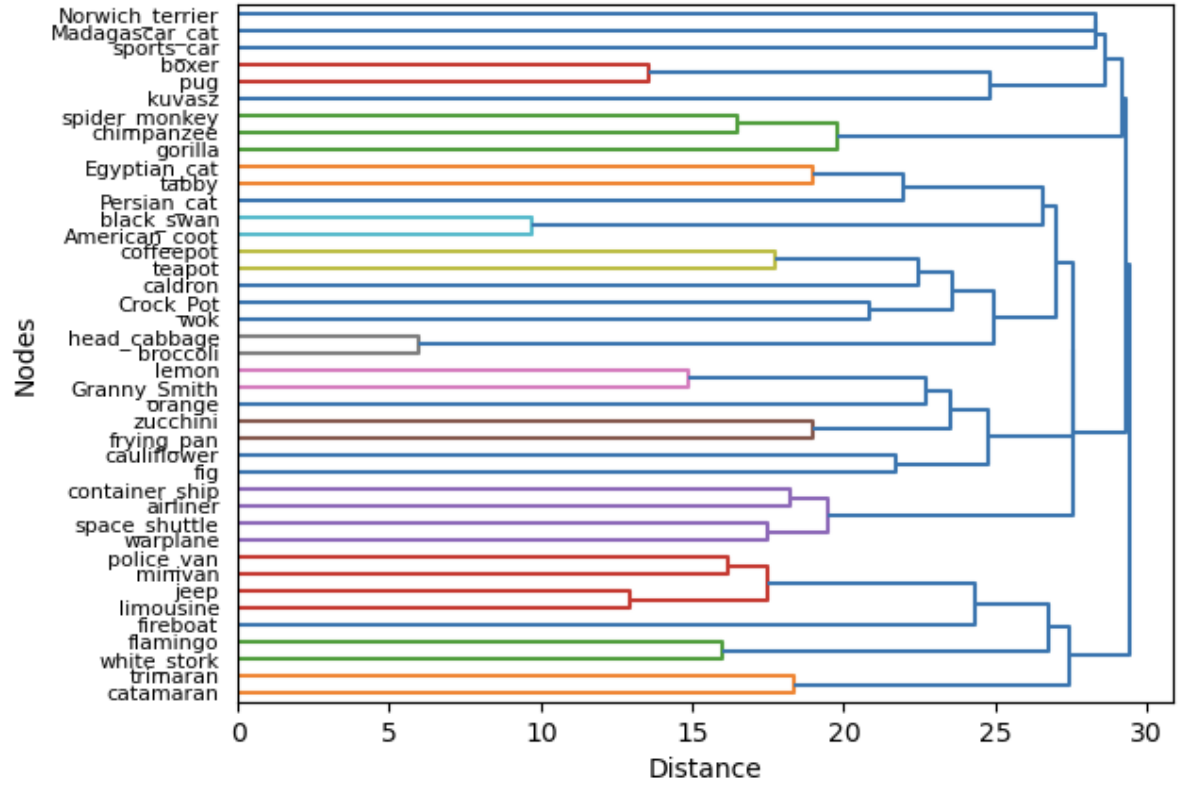 Norwich_terrier
Madagascar_cat
sports_car
boxer
pug
kuvasz
spider_monkey
chimpanzee
gorilla
Egyptian_cat
tabby
Persian_cat
black_swan
American_coot
coffeepot
teapot
caldron
Crock_Pot
wok
head_cabbage
broccoli
lemon
Granny_Smith
orange
zucchini
frying_pan
cauliflower
fig
container_ship
airliner
space_shuttle
warplane
police_van
minivan
jeep
limousine
fireboat
flamingo
white_stork
trimaran
catamaran
Nodes
0 5 10 15 20 25 30
Distance